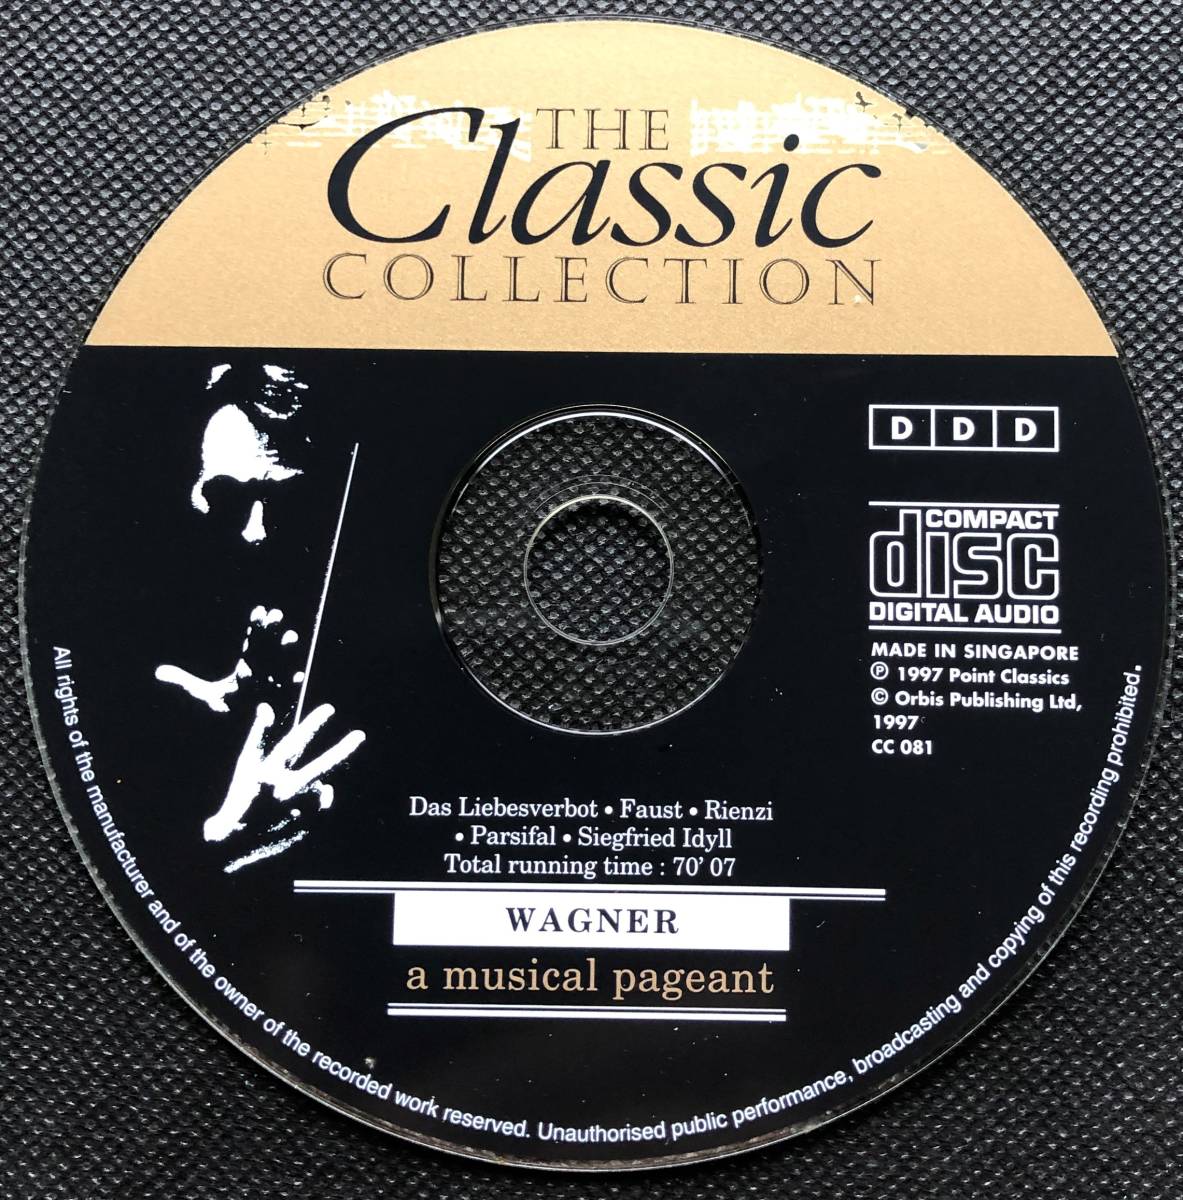 THE
Classic
COLLECTION
D D D
COMPACT
disc
DIGITAL AUDIO
MADE IN SINGAPORE
℗ 1997 Point Classics
© Orbis Publishing Ltd,
1997
CC 081
Das Liebesverbot • Faust • Rienzi
• Parsifal • Siegfried Idyll
Total running time : 70' 07
WAGNER
a musical pageant
All rights of the manufacturer and of the owner of the recorded work reserved. Unauthorised public performance, broadcasting and copying of this recording prohibited.